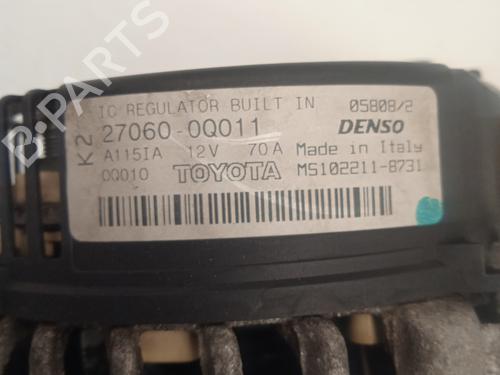 B-PARTS
IC REGULATOR BUILT IN 05808/2
K2 27060-0Q011 DENSO
A115IA 12V 70A Made in Italy
0Q010 TOYOTA MS102211-8731